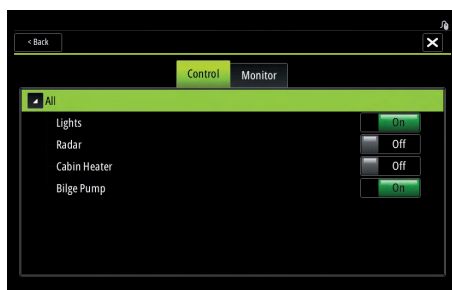 < Back
Control Monitor
All
Lights On
Radar Off
Cabin Heater Off
Bilge Pump On